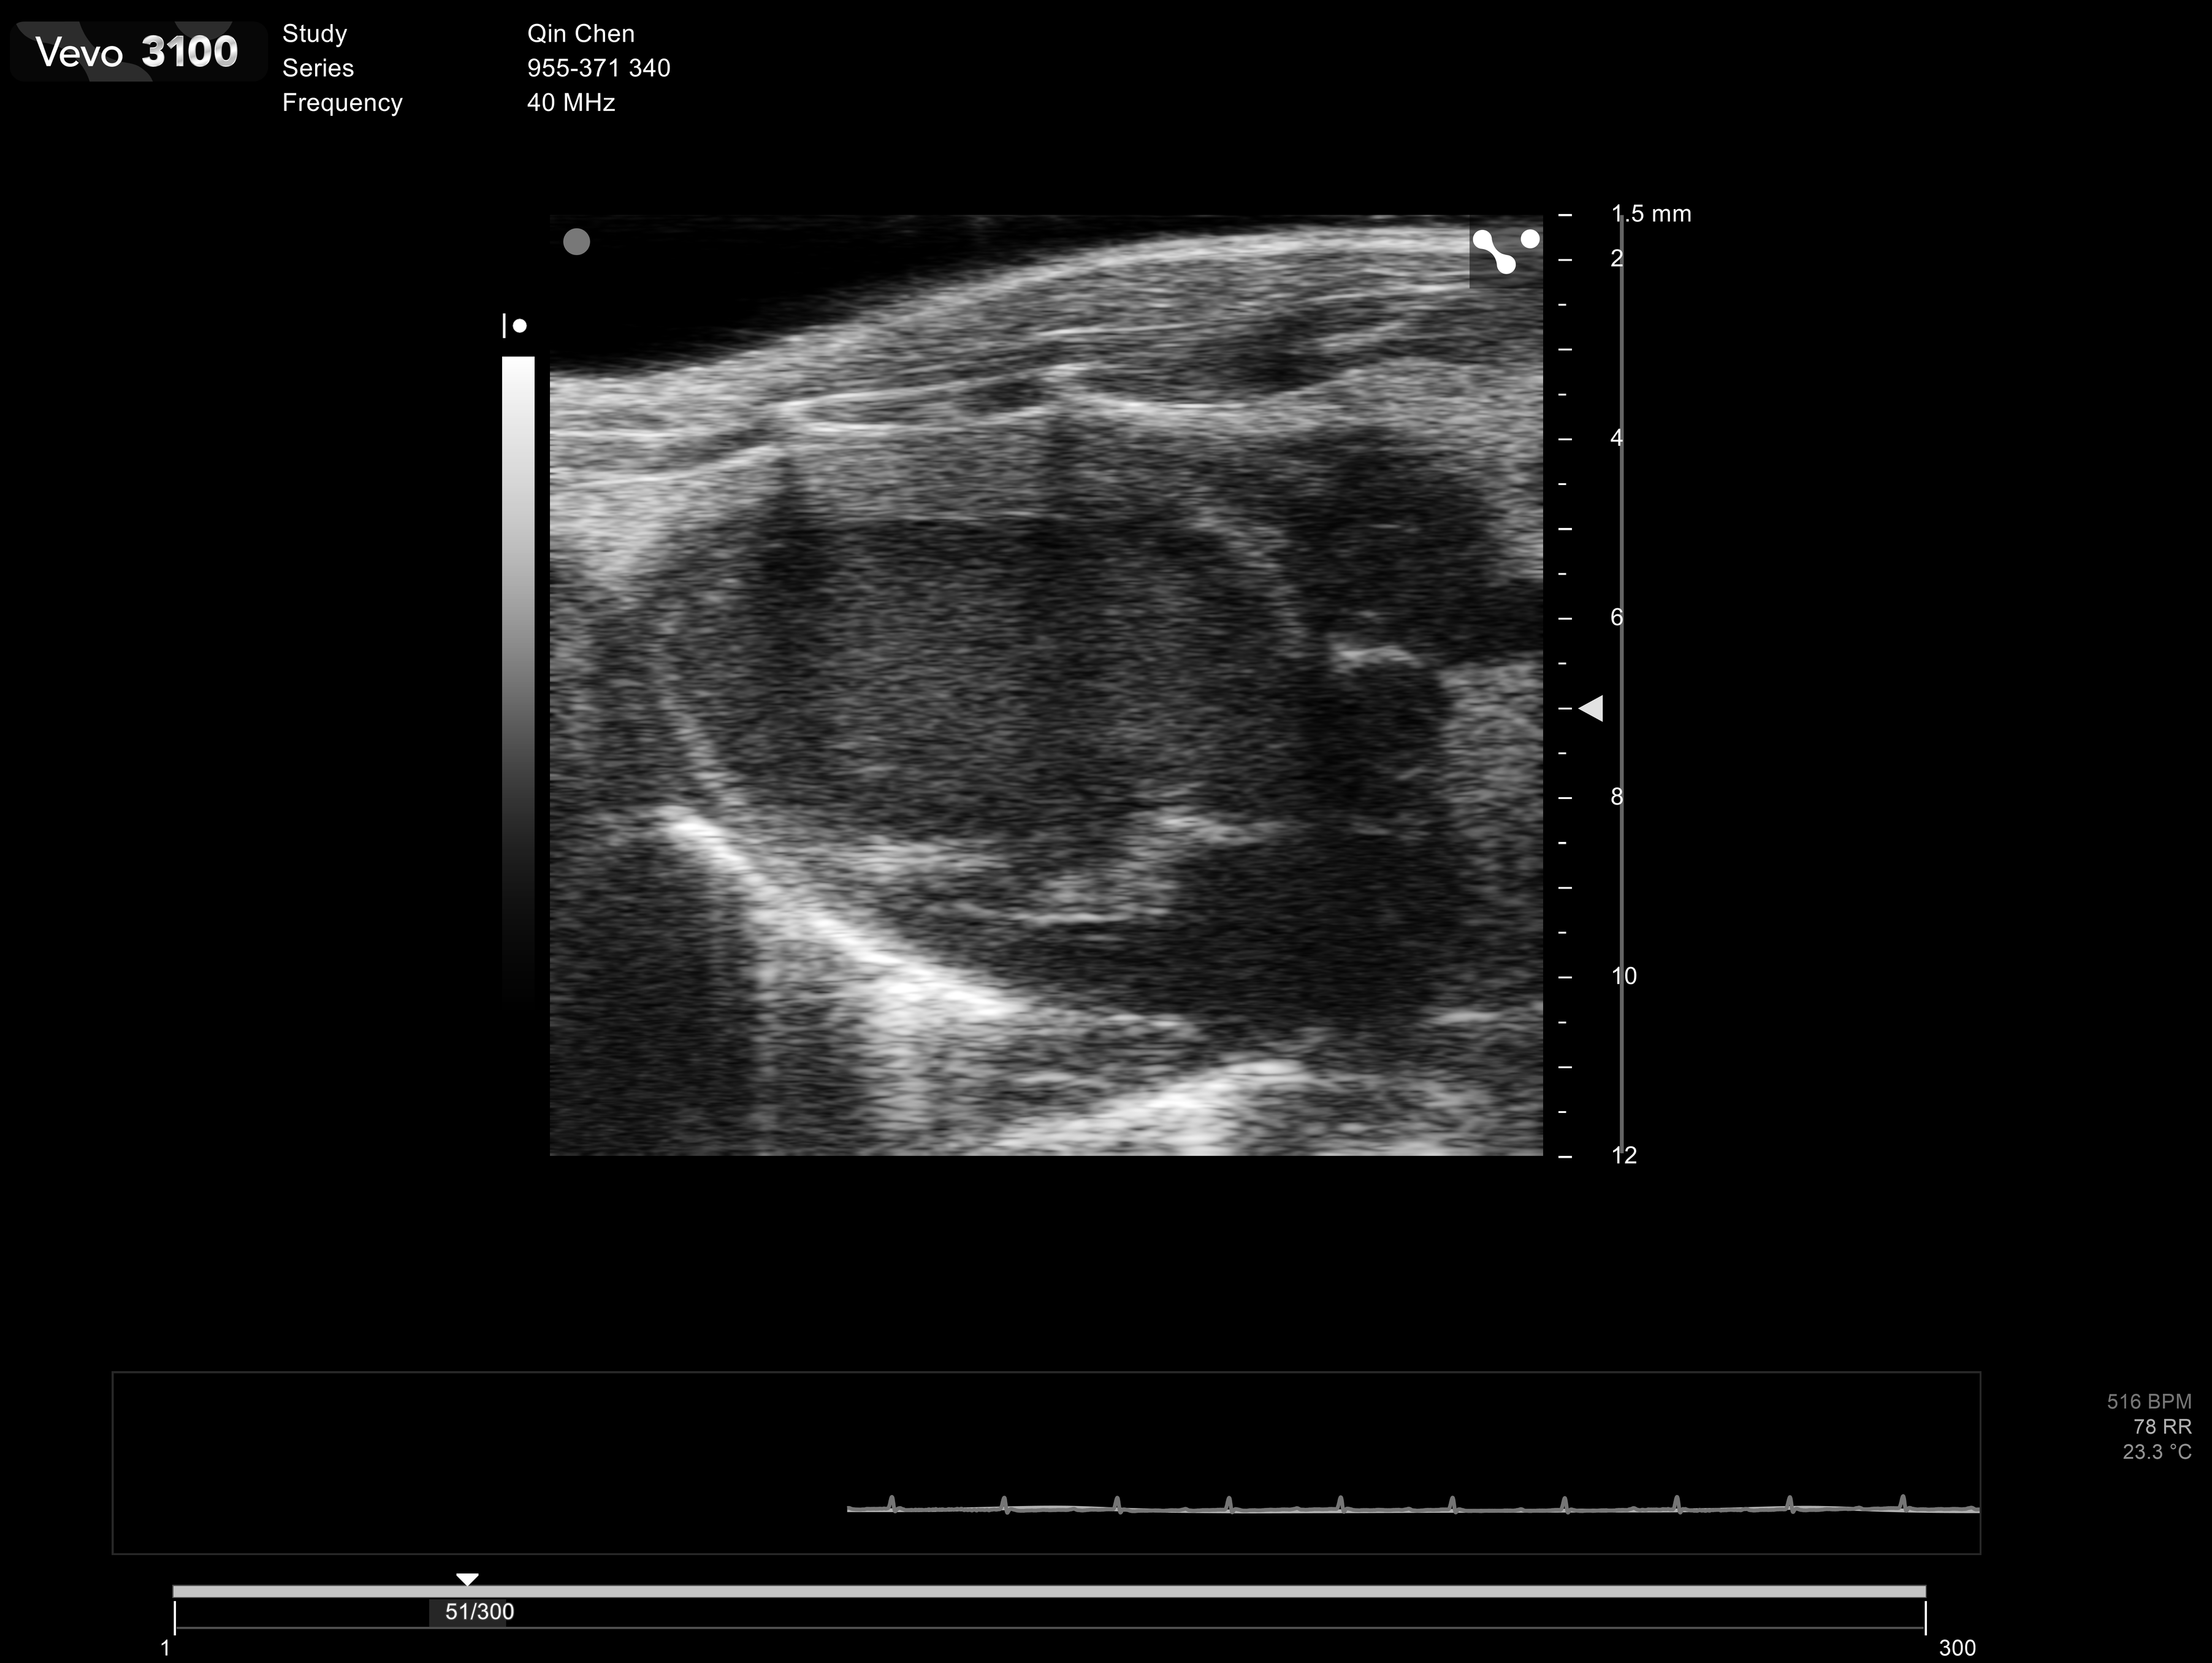 Vevo 3100
Study Qin Chen
Series 955-371 340
Frequency 40 MHz
1.5 mm
2
4
6
8
10
12
516 BPM
78 RR
23.3 °C
51/300
1
300